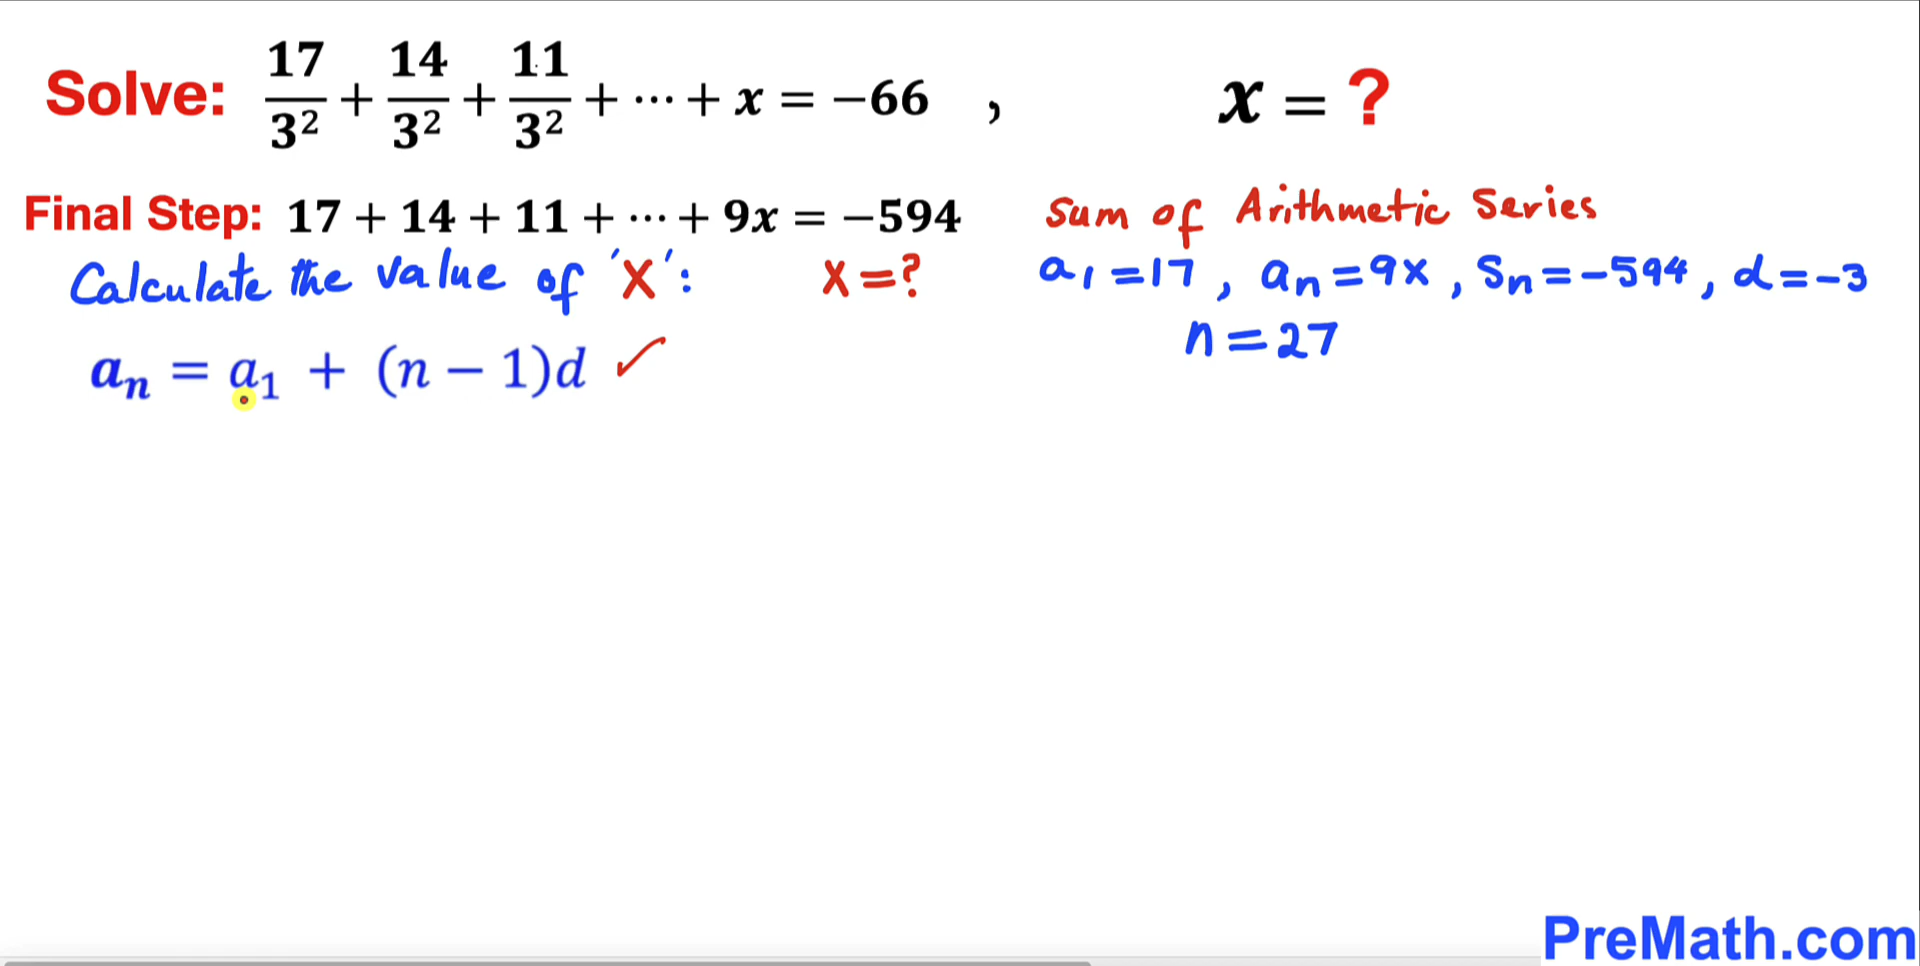 Solve: 17/3² + 14/3² + 11/3² + ⋯ + x = −66 , x = ?
Final Step: 17 + 14 + 11 + ⋯ + 9x = −594
Sum of Arithmetic Series
Calculate the value of 'X': X=?
a₁=17, aₙ=9x, Sₙ=-594, d=-3
n=27
aₙ = a₁ + (n − 1)d ✓
PreMath.com